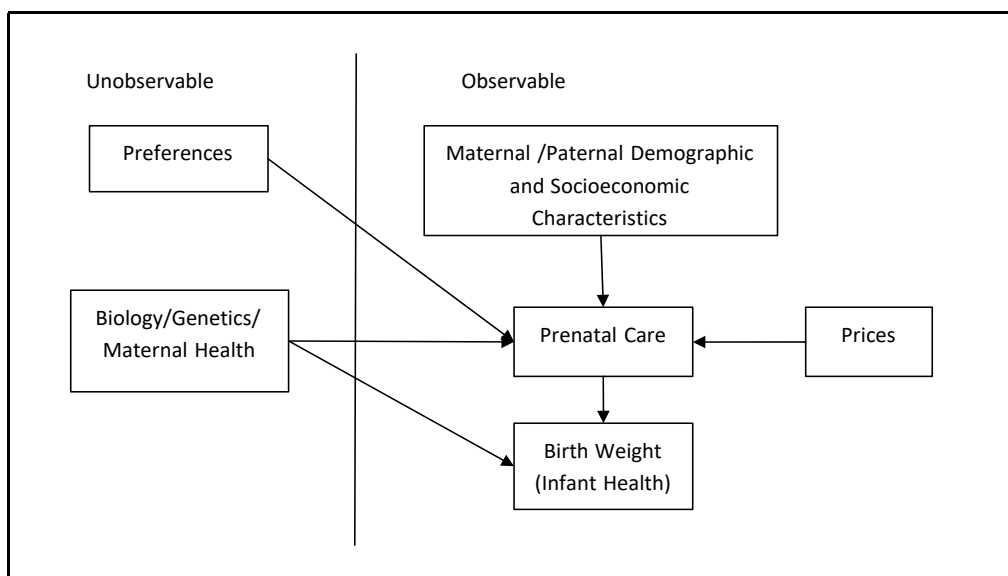 Unobservable
Observable
Preferences
Maternal /Paternal Demographic
and Socioeconomic
Characteristics
Biology/Genetics/
Maternal Health
Prenatal Care
Prices
Birth Weight
(Infant Health)